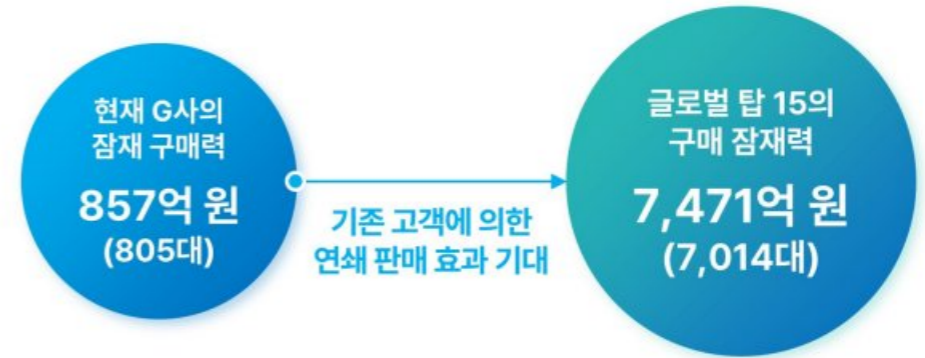 현재 G사의
잠재 구매력
857억 원
(805대)
기존 고객에 의한
연쇄 판매 효과 기대
글로벌 탑 15의
구매 잠재력
7,471억 원
(7,014대)